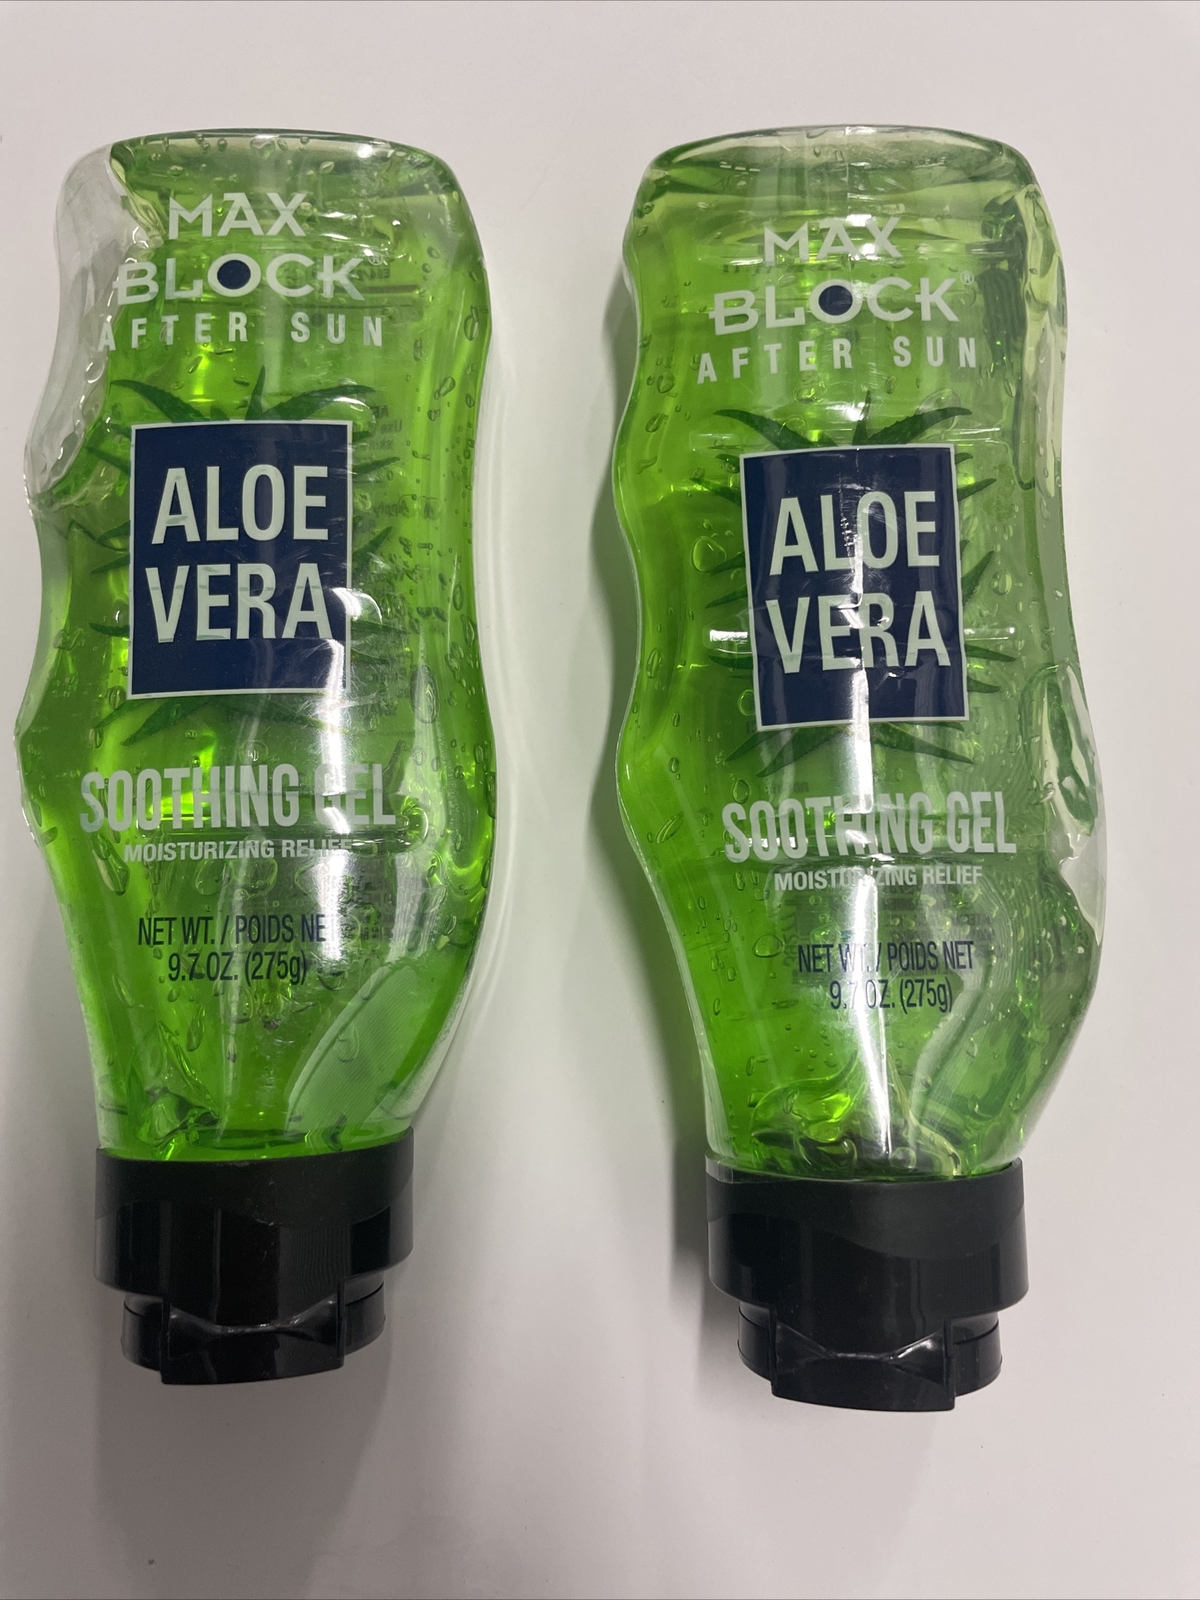 MAX
BLOCK
AFTER SUN
ALOE
VERA
SOOTHING GEL
MOISTURIZING RELIEF
NET WT. / POIDS NE
9.7 OZ. (275g)
MAX
BLOCK®
AFTER SUN
ALOE
VERA
SOOTHING GEL
MOISTURIZING RELIEF
NET WT. / POIDS NET
9.7 OZ. (275g)